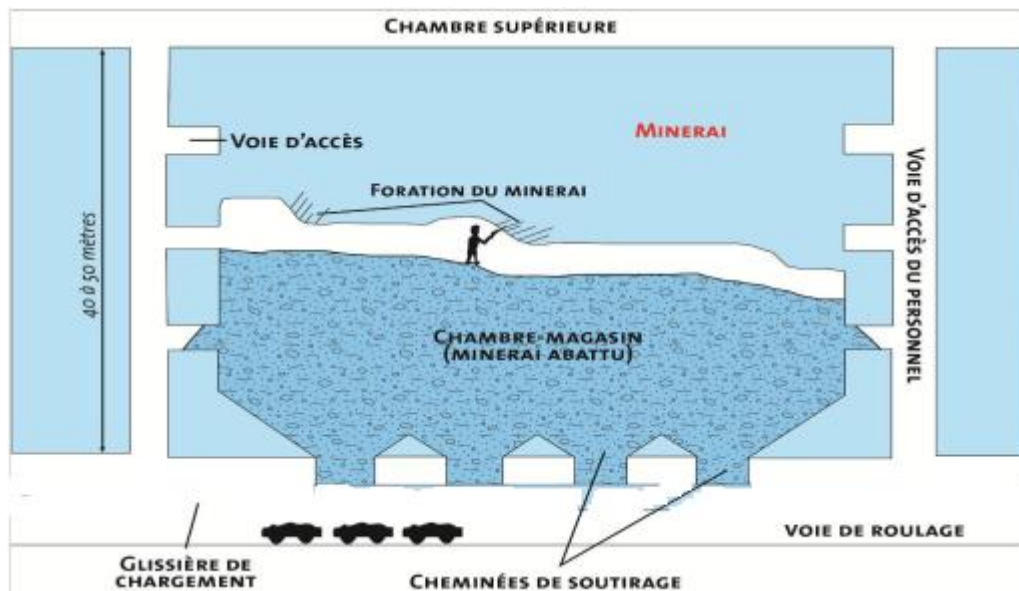 CHAMBRE SUPÉRIEURE
VOIE D'ACCÈS
MINERAI
FORATION DU MINERAI
40 à 50 mètres
VOIE D'ACCÈS DU PERSONNEL
CHAMBRE-MAGASIN
(MINERAI ABATTU)
VOIE DE ROULAGE
GLISSIÈRE DE
CHARGEMENT
CHEMINÉES DE SOUTIRAGE